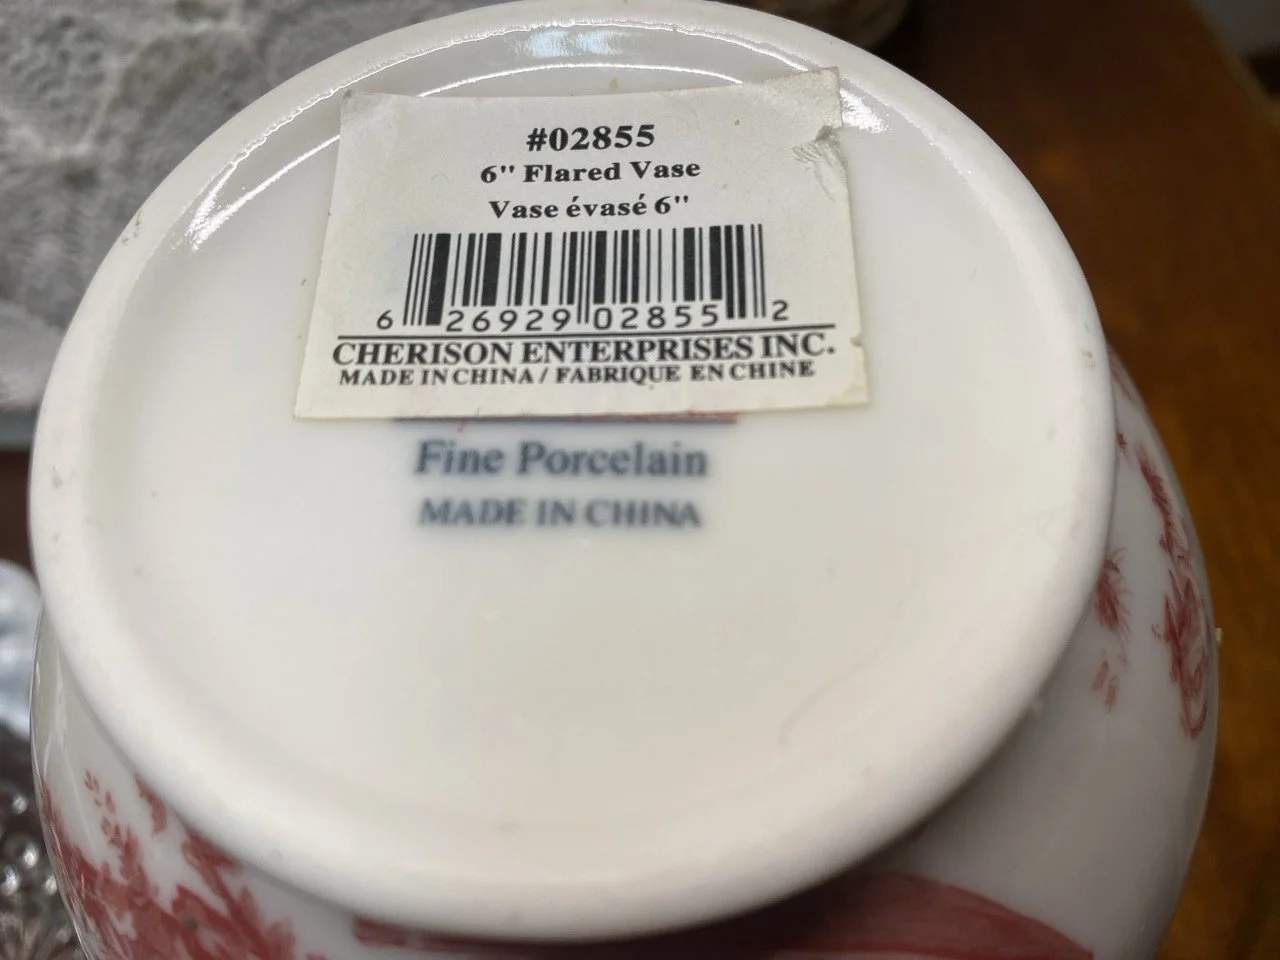 #02855
6" Flared Vase
Vase évasé 6"
6 26929 02855 2
CHERISON ENTERPRISES INC.
MADE IN CHINA / FABRIQUE EN CHINE
Fine Porcelain
MADE IN CHINA